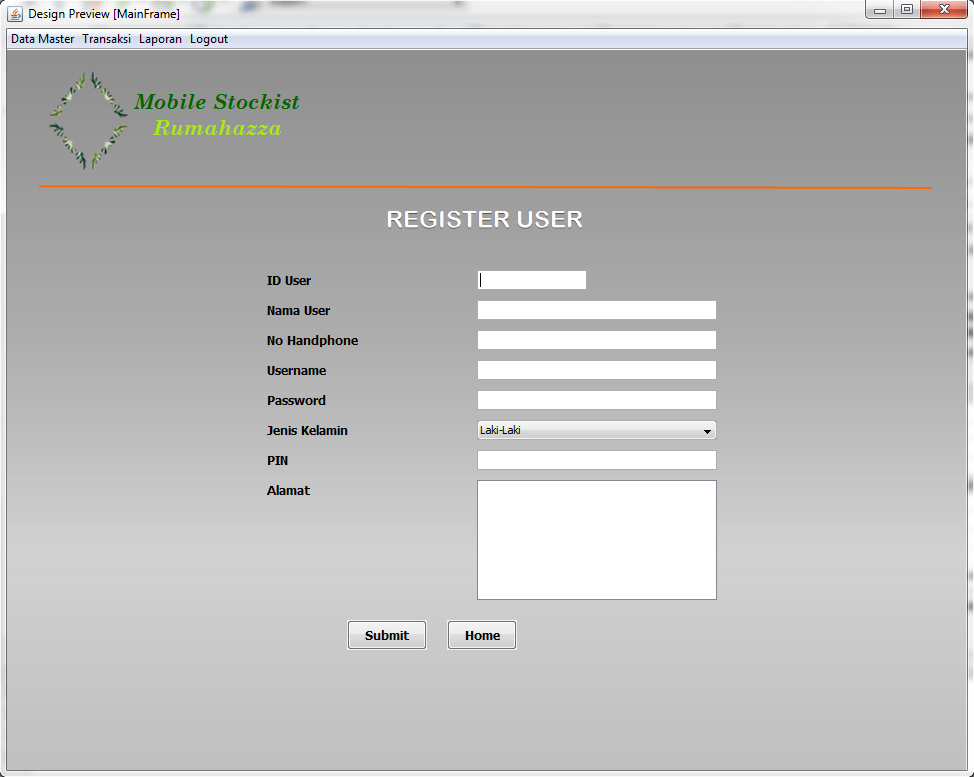 Design Preview [MainFrame]
Data Master Transaksi Laporan Logout
Mobile Stockist
Rumahazza
REGISTER USER
ID User
Nama User
No Handphone
Username
Password
Jenis Kelamin Laki-Laki
PIN
Alamat
Submit Home